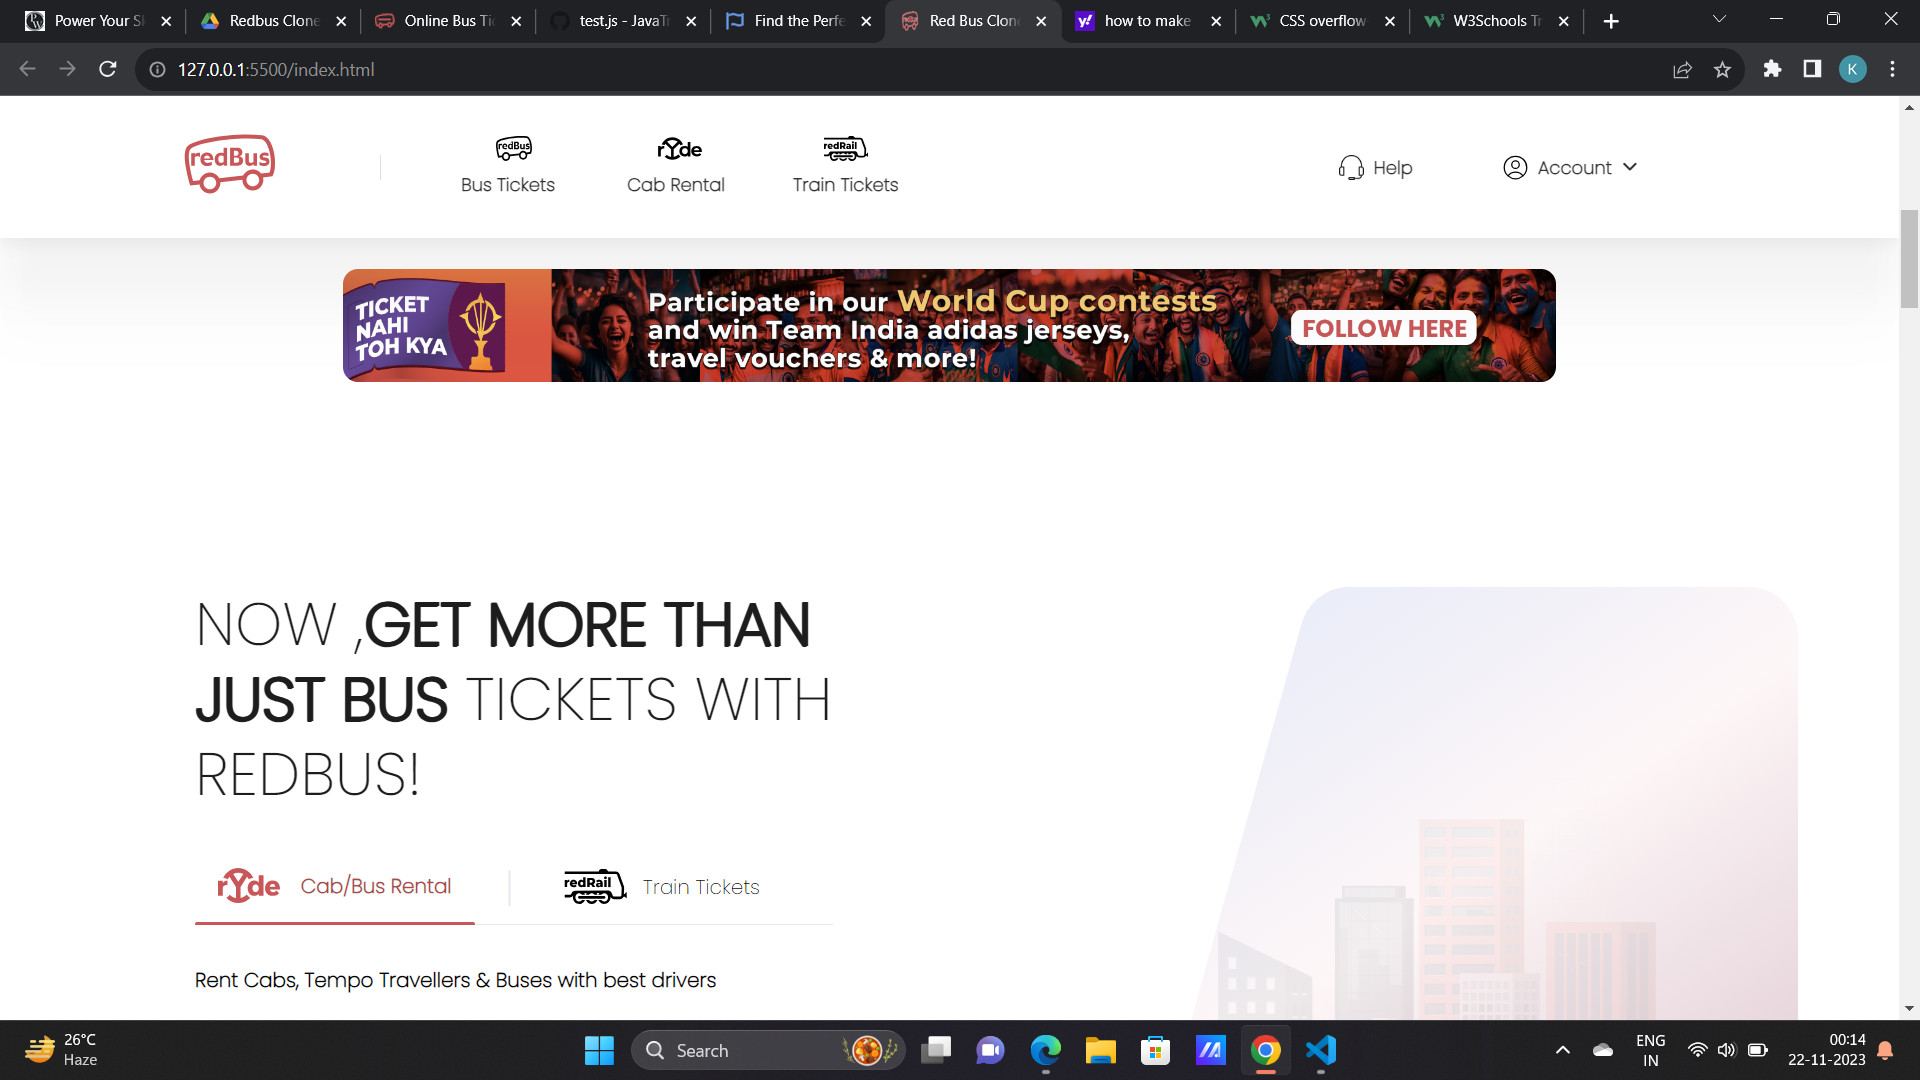 Power Your Sk
Redbus Clone
Online Bus Tic
test.js - JavaTr
Find the Perfe
Red Bus Clone
how to make
CSS overflow
W3Schools Tr
127.0.0.1:5500/index.html
K
redBus
redBus
Bus Tickets
rYde
Cab Rental
redRail
Train Tickets
Help
Account
TICKET
NAHI
TOH KYA
Participate in our World Cup contests
and win Team India adidas jerseys,
travel vouchers & more!
FOLLOW HERE
NOW ,GET MORE THAN
JUST BUS TICKETS WITH
REDBUS!
rYde Cab/Bus Rental
redRail Train Tickets
Rent Cabs, Tempo Travellers & Buses with best drivers
26°C
Haze
Search
ENG
IN
00:14
22-11-2023